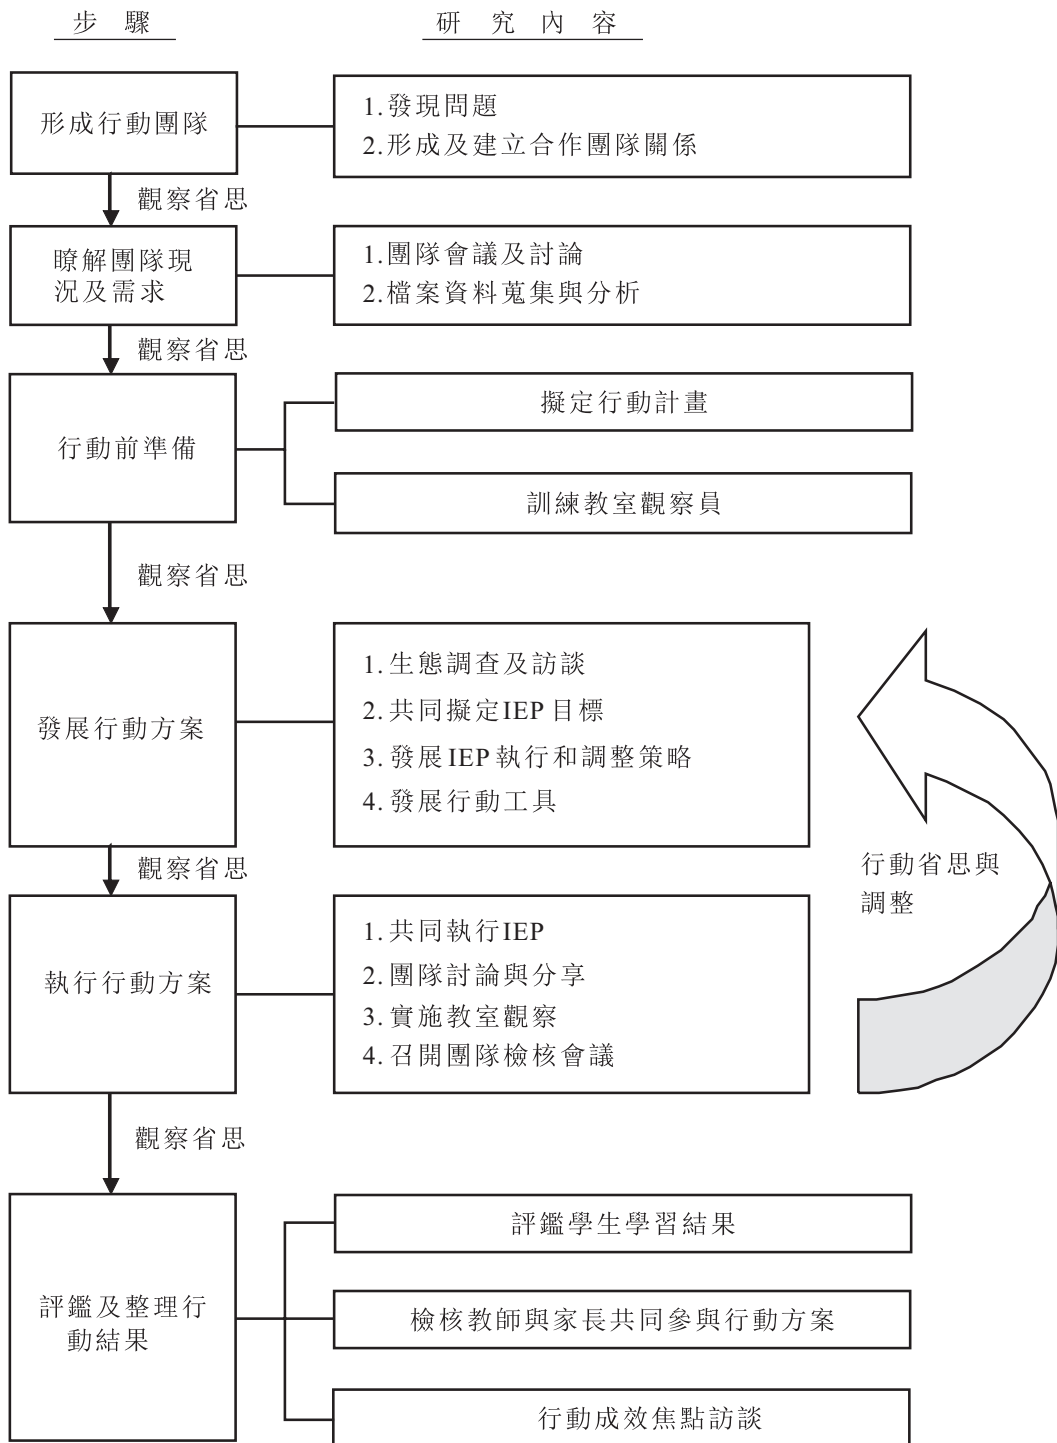 步驟
研究內容
形成行動團隊
1.發現問題
2.形成及建立合作團隊關係
觀察省思
瞭解團隊現
況及需求
1.團隊會議及討論
2.檔案資料蒐集與分析
觀察省思
行動前準備
擬定行動計畫
訓練教室觀察員
觀察省思
發展行動方案
1.生態調查及訪談
2.共同擬定IEP目標
3.發展IEP執行和調整策略
4.發展行動工具
行動省思與
調整
觀察省思
執行行動方案
1.共同執行IEP
2.團隊討論與分享
3.實施教室觀察
4.召開團隊檢核會議
觀察省思
評鑑及整理行
動結果
評鑑學生學習結果
檢核教師與家長共同參與行動方案
行動成效焦點訪談